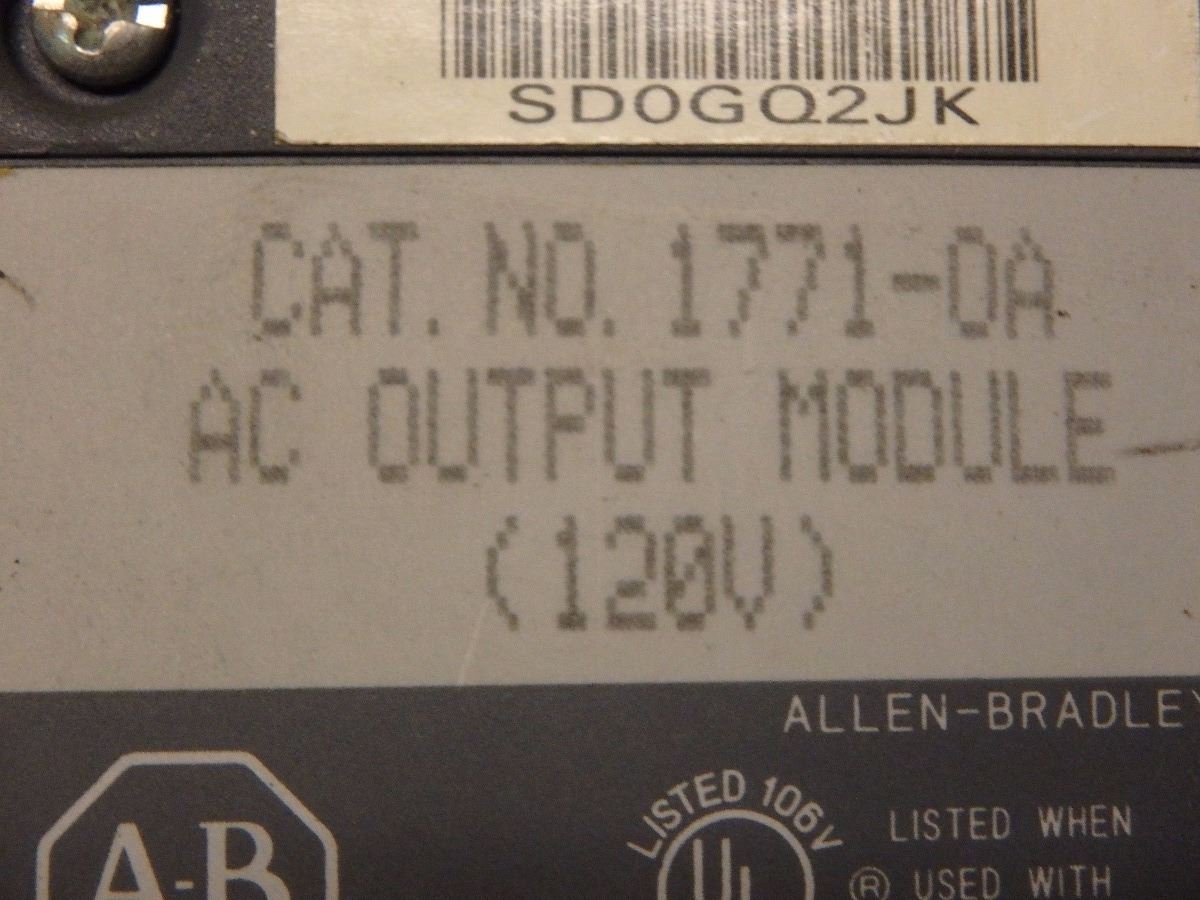 SD0GQ2JK
CAT. NO. 1771-OA
AC OUTPUT MODULE
(120V)
ALLEN-BRADLEY
A-B
LISTED 106V
UL
LISTED WHEN
® USED WITH